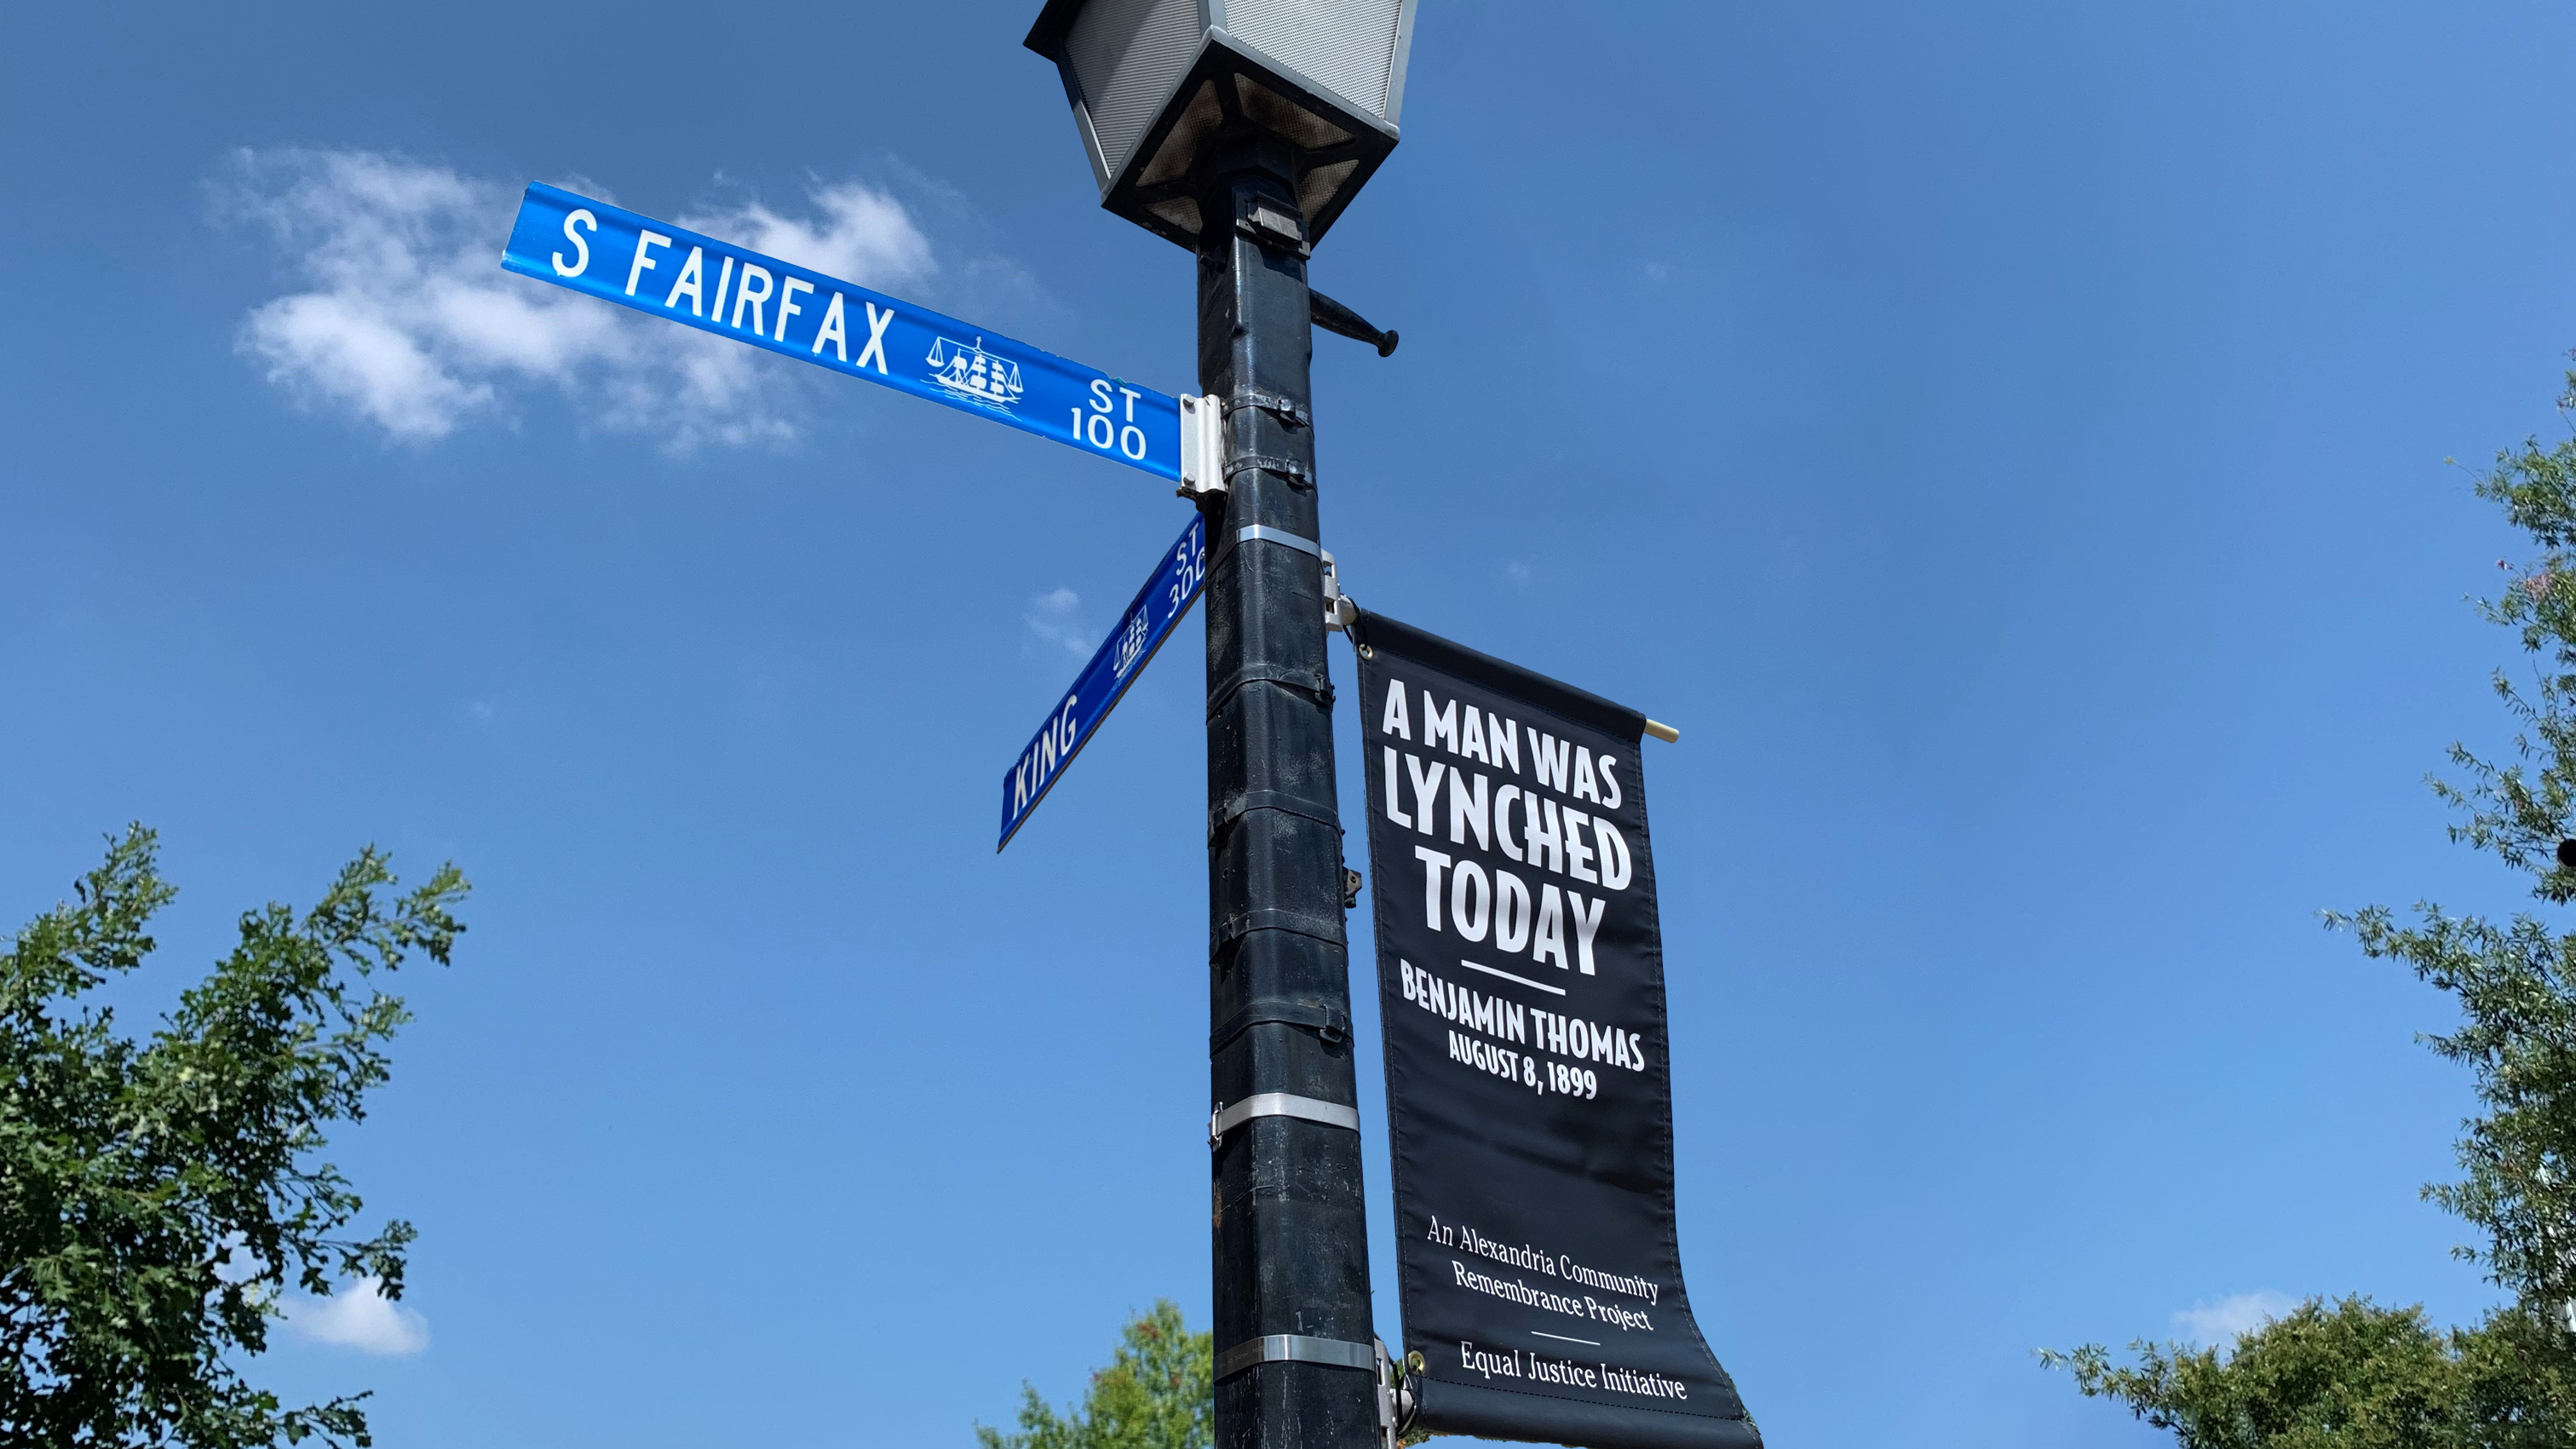 S FAIRFAX ST
100
KING ST
300
A MAN WAS
LYNCHED
TODAY
BENJAMIN THOMAS
AUGUST 8, 1899
An Alexandria Community
Remembrance Project
Equal Justice Initiative